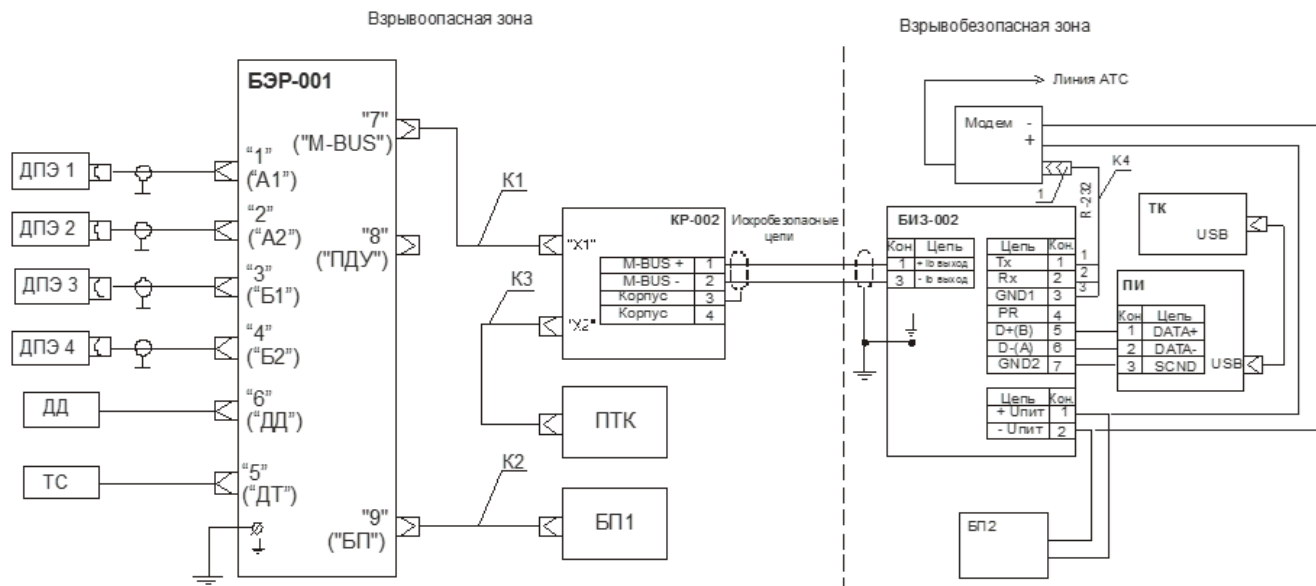 Взрывоопасная зона
Взрывобезопасная зона
БЭР-001
"7"
("M-BUS")
"8"
("ПДУ")
"9"
("БП")
ДПЭ 1
"1"
("А1")
ДПЭ 2
"2"
("А2")
ДПЭ 3
"3"
("Б1")
ДПЭ 4
"4"
("Б2")
ДД
"6"
("ДД")
ТС
"5"
("ДТ")
К1
К3
К2
КР-002
"X1"
"X2"
M-BUS + 1
M-BUS - 2
Корпус 3
Корпус 4
ПТК
БП1
Искробезопасные
цепи
Линия АТС
Модем -
+
1
R-232
К4
БИЗ-002
Кон Цепь
1 + Iб выход
3 - Iб выход
Цепь Кон.
Tx 1
Rx 2
GND1 3
PR 4
D+(B) 5
D-(A) 6
GND2 7
1
2
3
Цепь Кон.
+ Uпит 1
- Uпит 2
ТК
USB
ПИ
Кон Цепь
1 DATA+
2 DATA-
3 SCND
USB
БП2